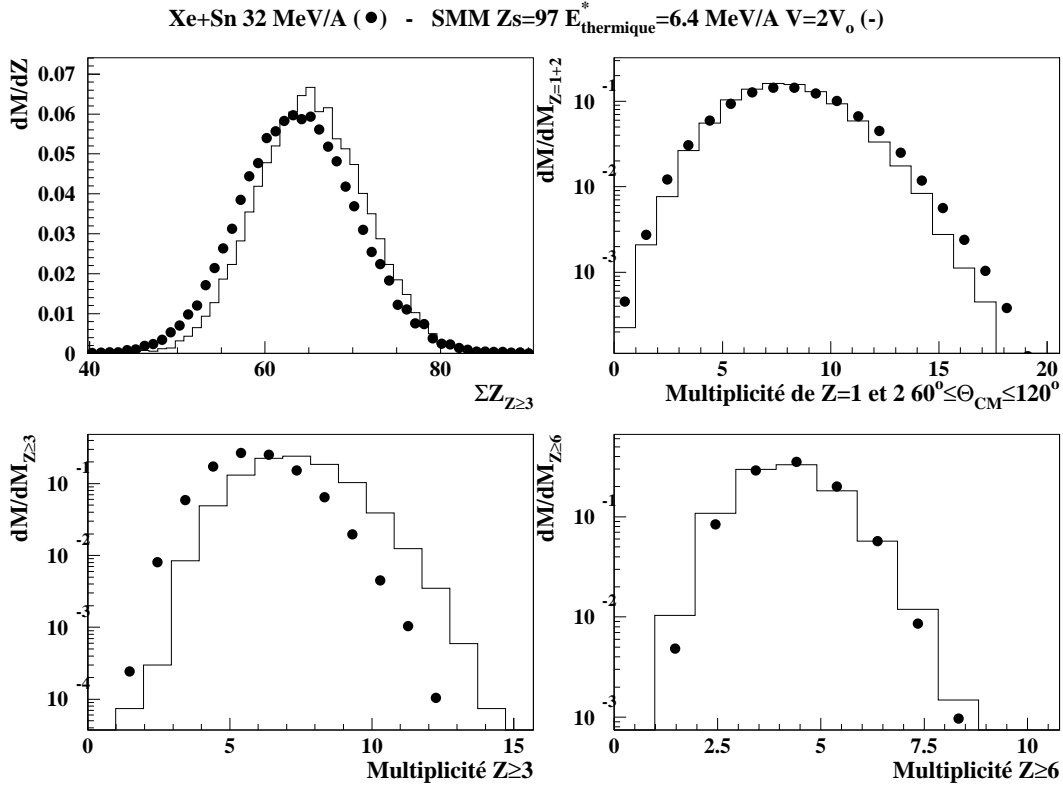 Xe+Sn 32 MeV/A (●) - SMM Zs=97 E*thermique=6.4 MeV/A V=2Vo (-)
dM/dZ
0.07
0.06
0.05
0.04
0.03
0.02
0.01
0
40 60 80
ΣZZ≥3
dM/dMZ=1+2
10-1
10-2
10-3
0 5 10 15 20
Multiplicité de Z=1 et 2 60o≤ΘCM≤120o
dM/dMZ≥3
10-1
10-2
10-3
10-4
0 5 10 15
Multiplicité Z≥3
dM/dMZ≥6
10-1
10-2
10-3
0 2.5 5 7.5 10
Multiplicité Z≥6